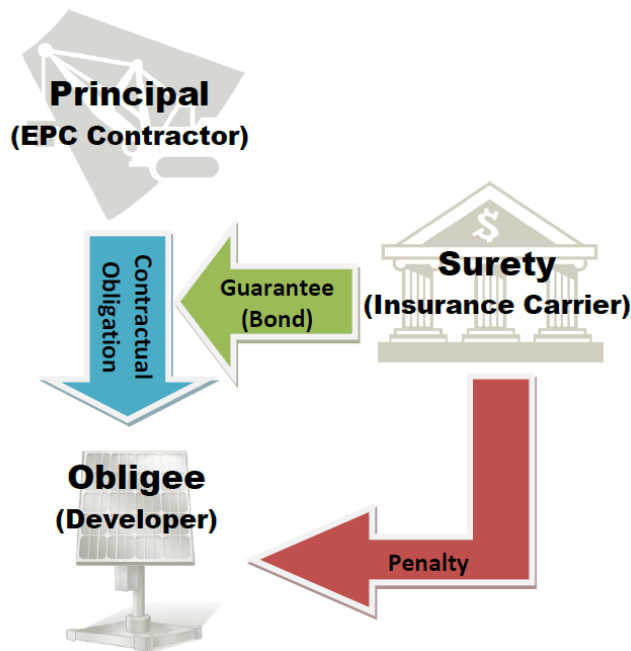 Principal
(EPC Contractor)
Contractual
Obligation
Guarantee
(Bond)
$
Surety
(Insurance Carrier)
Obligee
(Developer)
Penalty